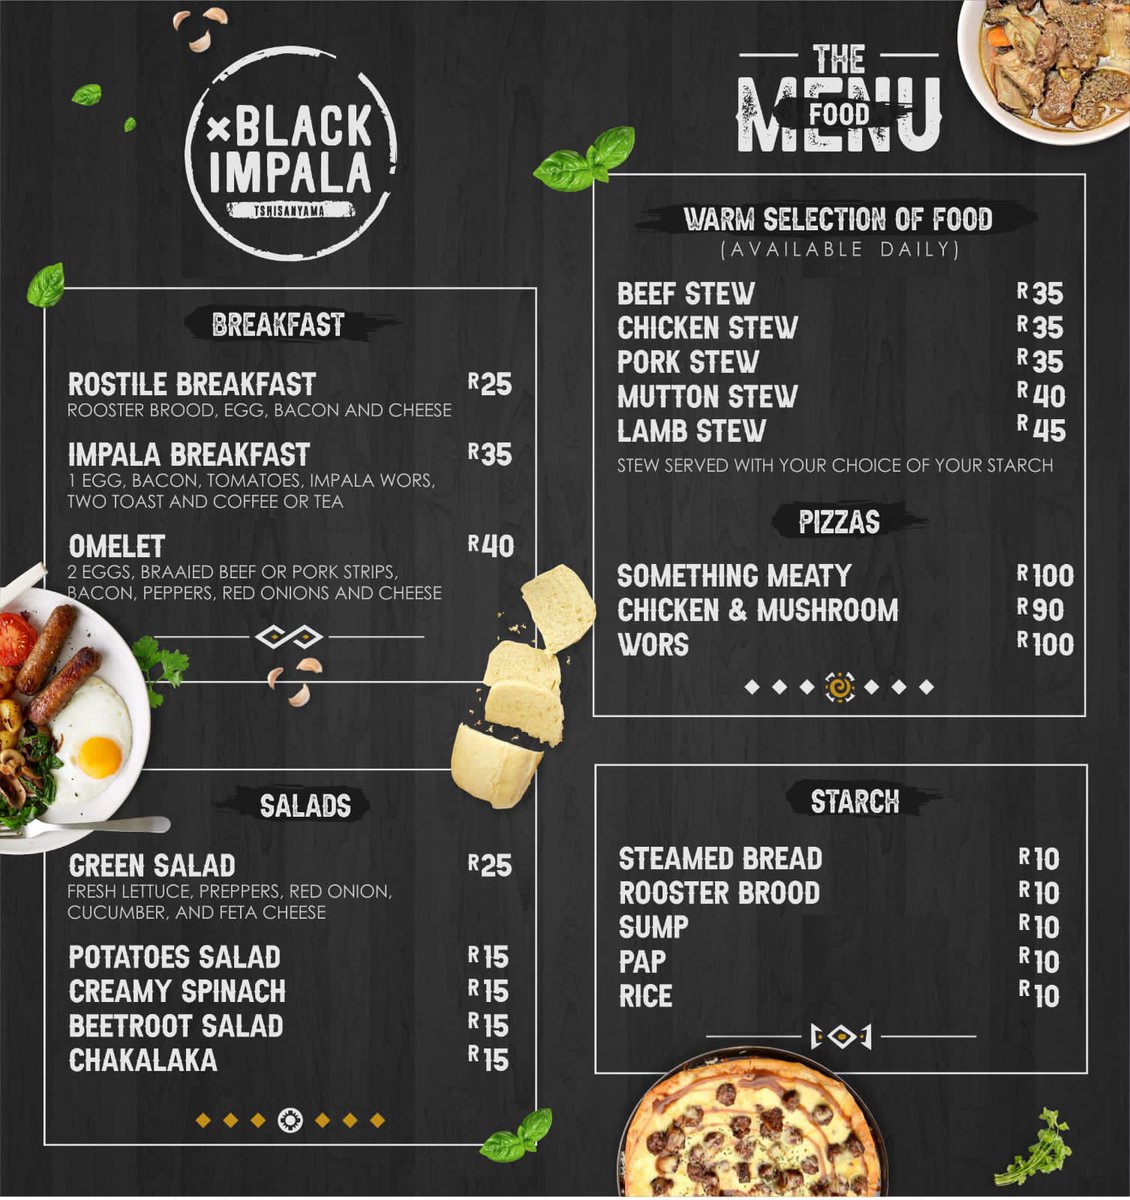 ×BLACK
IMPALA
TSHISANYAMA
BREAKFAST
ROSTILE BREAKFAST R25
ROOSTER BROOD, EGG, BACON AND CHEESE
IMPALA BREAKFAST R35
1 EGG, BACON, TOMATOES, IMPALA WORS,
TWO TOAST AND COFFEE OR TEA
OMELET R40
2 EGGS, BRAAIED BEEF OR PORK STRIPS,
BACON, PEPPERS, RED ONIONS AND CHEESE
SALADS
GREEN SALAD R25
FRESH LETTUCE, PREPPERS, RED ONION,
CUCUMBER, AND FETA CHEESE
POTATOES SALAD R15
CREAMY SPINACH R15
BEETROOT SALAD R15
CHAKALAKA R15
THE
MENU
FOOD
WARM SELECTION OF FOOD
(AVAILABLE DAILY)
BEEF STEW R35
CHICKEN STEW R35
PORK STEW R35
MUTTON STEW R40
LAMB STEW R45
STEW SERVED WITH YOUR CHOICE OF YOUR STARCH
PIZZAS
SOMETHING MEATY R100
CHICKEN & MUSHROOM R90
WORS R100
STARCH
STEAMED BREAD R10
ROOSTER BROOD R10
SUMP R10
PAP R10
RICE R10